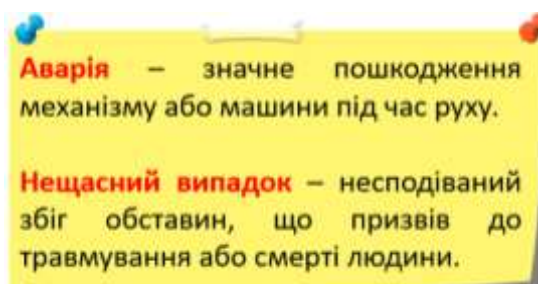 Аварія – значне пошкодження
механізму або машини під час руху.
Нещасний випадок – несподіваний
збіг обставин, що призвів до
травмування або смерті людини.